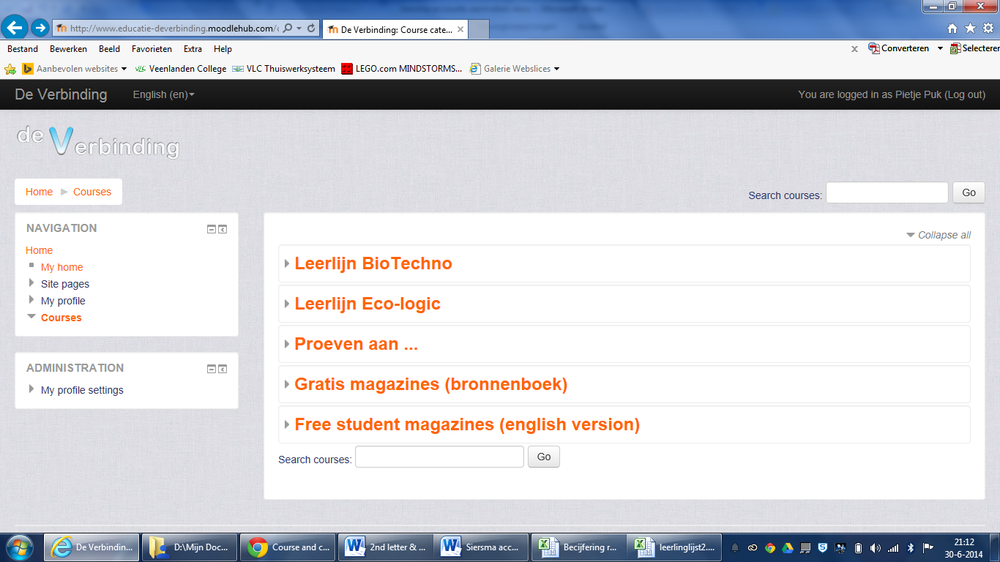 http://www.educatie-deverbinding.moodlehub.com/
De Verbinding: Course cate...
Bestand Bewerken Beeld Favorieten Extra Help
x Converteren Selecteren
Aanbevolen websites Veenlanden College VLC Thuiswerksysteem LEGO.com MINDSTORMS... Galerie Webslices
De Verbinding English (en) You are logged in as Pietje Puk (Log out)
de Verbinding
Home Courses
Search courses: Go
NAVIGATION
Home
My home
Site pages
My profile
Courses
ADMINISTRATION
My profile settings
Collapse all
Leerlijn BioTechno
Leerlijn Eco-logic
Proeven aan ...
Gratis magazines (bronnenboek)
Free student magazines (english version)
Search courses: Go
De Verbindin... D:\Mijn Doc... Course and c... 2nd letter & ... Siersma acc... Becijfering r... leerlinglijst2....
21:12
30-6-2014